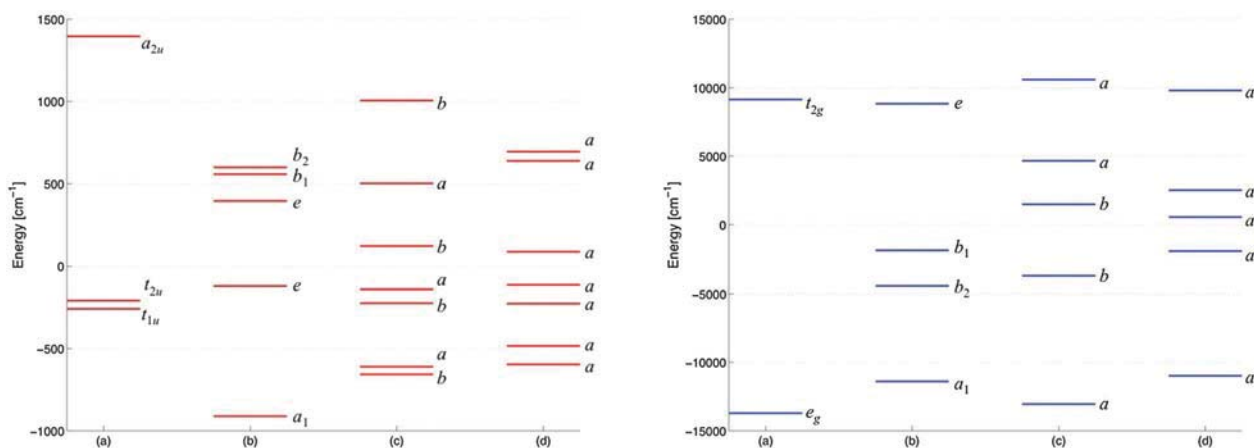 1500
1000
500
0
−500
−1000
Energy [cm⁻¹]
a₂ᵤ
t₂ᵤ
t₁ᵤ
b₂
b₁
e
e
a₁
b
a
b
a
b
a
b
a
a
a
a
a
a
a
(a) (b) (c) (d)
15000
10000
5000
0
−5000
−10000
−15000
Energy [cm⁻¹]
t₂g
e_g
e
b₁
b₂
a₁
a
a
b
b
a
a
a
a
a
a
(a) (b) (c) (d)